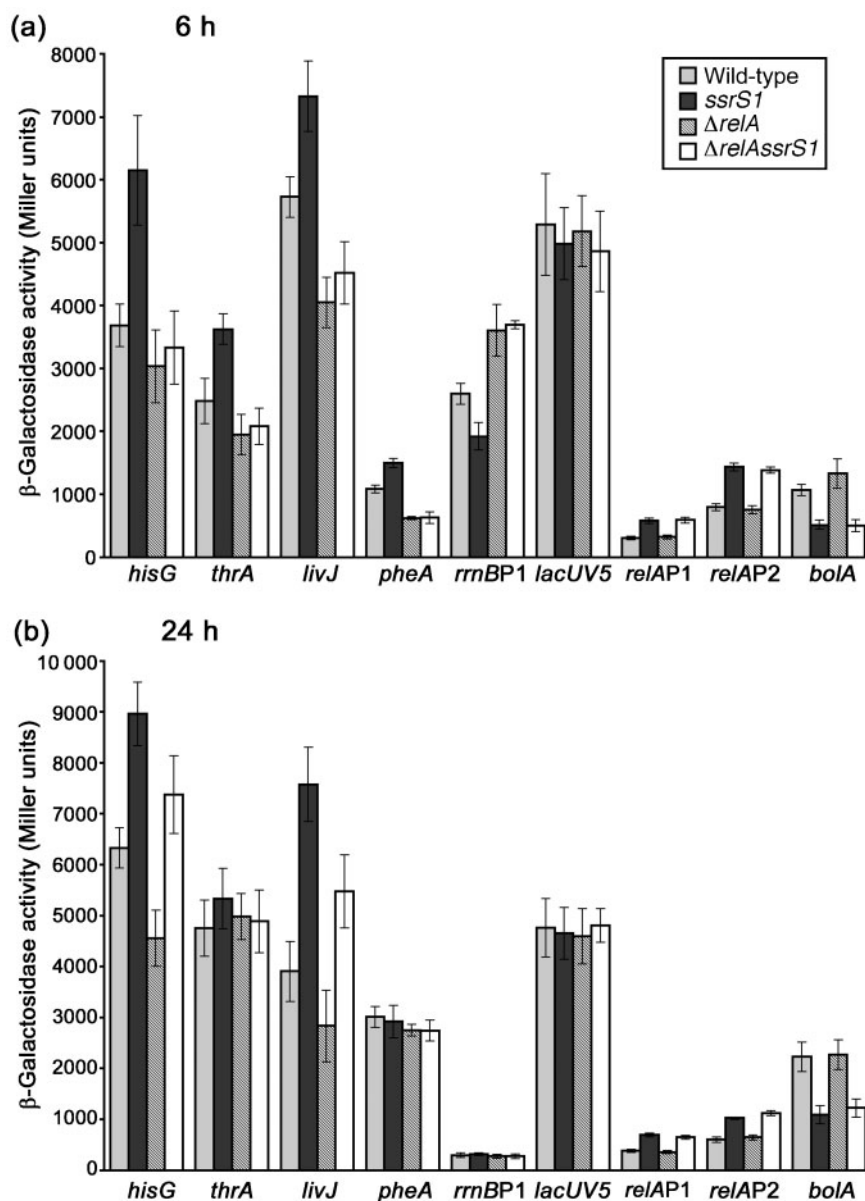 (a) 6 h
β-Galactosidase activity (Miller units)
8000
7000
6000
5000
4000
3000
2000
1000
0
Wild-type
ssrS1
ΔrelA
ΔrelAssrS1
hisG thrA livJ pheA rrnBP1 lacUV5 relAP1 relAP2 bolA
(b) 24 h
β-Galactosidase activity (Miller units)
10 000
9000
8000
7000
6000
5000
4000
3000
2000
1000
0
hisG thrA livJ pheA rrnBP1 lacUV5 relAP1 relAP2 bolA